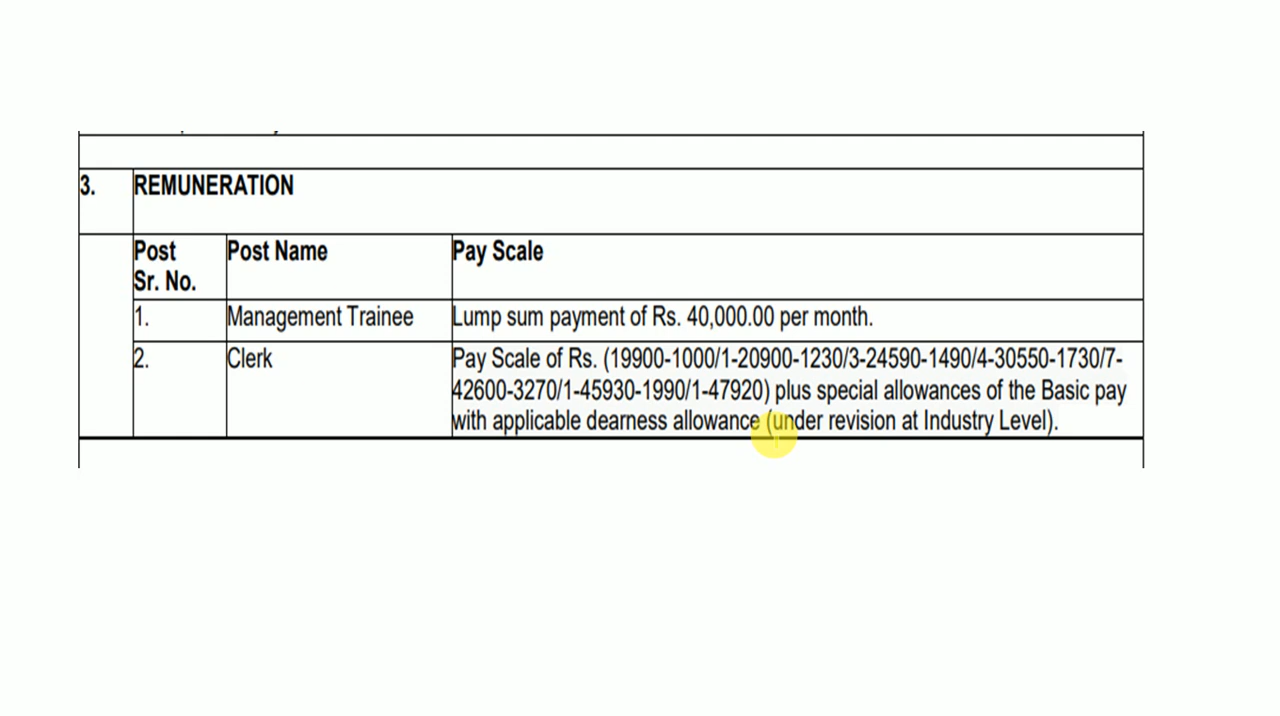 3. REMUNERATION
Post Post Name Pay Scale
Sr. No.
1. Management Trainee Lump sum payment of Rs. 40,000.00 per month.
2. Clerk Pay Scale of Rs. (19900-1000/1-20900-1230/3-24590-1490/4-30550-1730/7-
42600-3270/1-45930-1990/1-47920) plus special allowances of the Basic pay
with applicable dearness allowance (under revision at Industry Level).